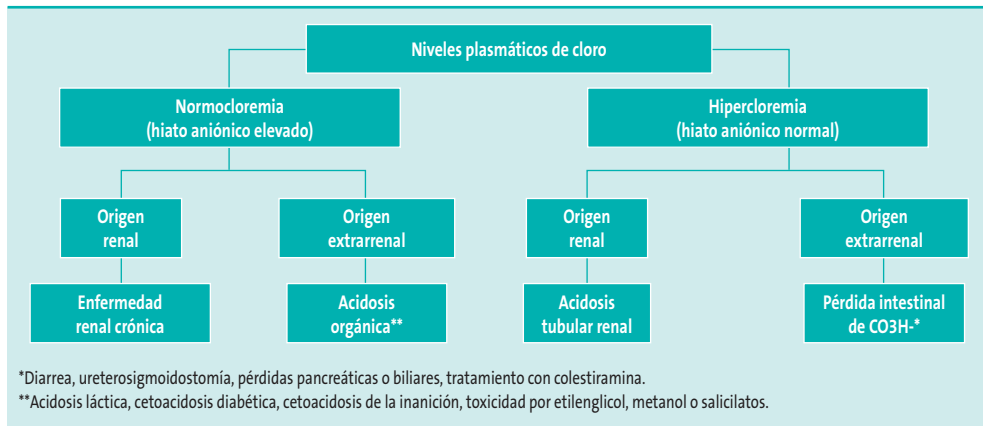 Niveles plasmáticos de cloro
Normocloremia
(hiato aniónico elevado)
Hipercloremia
(hiato aniónico normal)
Origen
renal
Origen
extrarrenal
Origen
renal
Origen
extrarrenal
Enfermedad
renal crónica
Acidosis
orgánica**
Acidosis
tubular renal
Pérdida intestinal
de CO3H-*
*Diarrea, ureterosigmoidostomía, pérdidas pancreáticas o biliares, tratamiento con colestiramina.
**Acidosis láctica, cetoacidosis diabética, cetoacidosis de la inanición, toxicidad por etilenglicol, metanol o salicilatos.